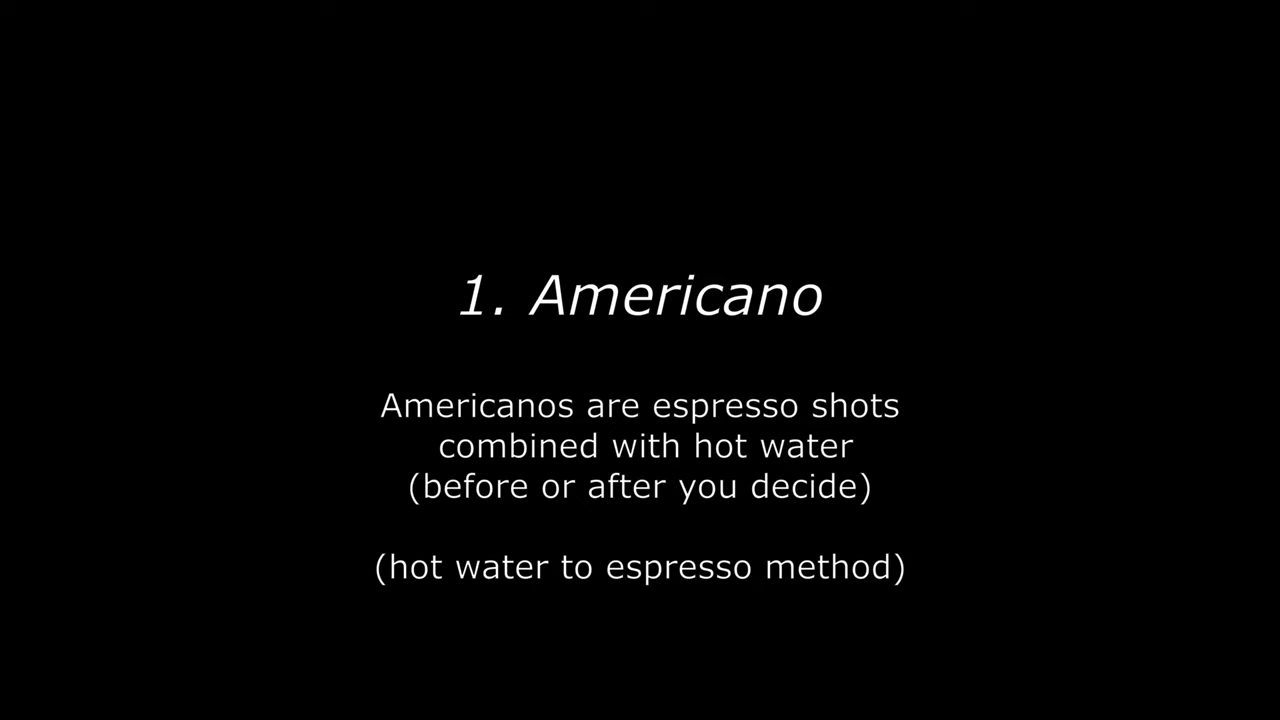 1. Americano
Americanos are espresso shots
combined with hot water
(before or after you decide)
(hot water to espresso method)